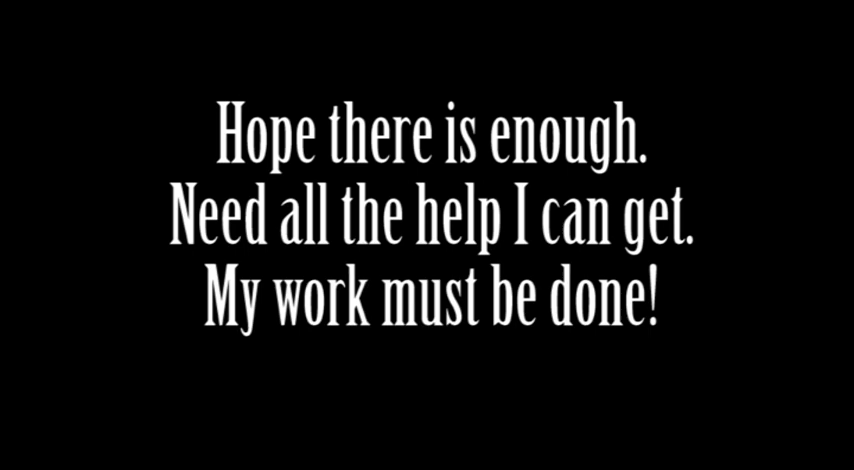 Hope there is enough.
Need all the help I can get.
My work must be done!